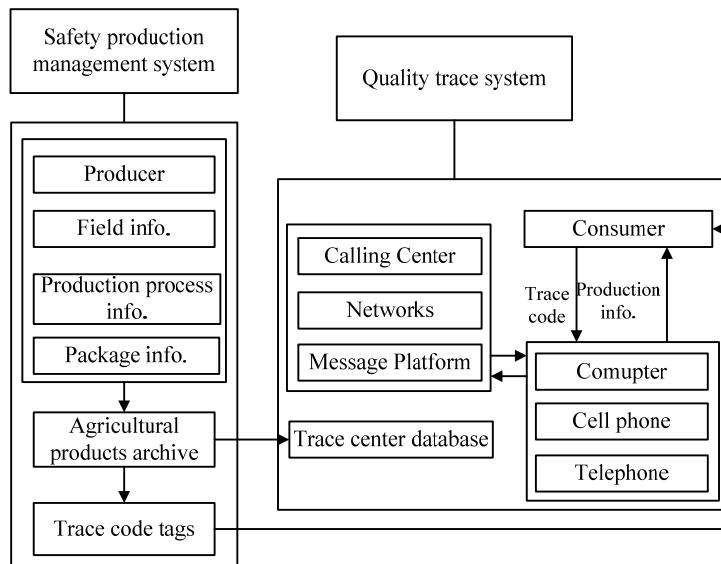 Safety production
management system
Quality trace system
Producer
Field info.
Production process
info.
Package info.
Agricultural
products archive
Trace code tags
Calling Center
Networks
Message Platform
Trace center database
Consumer
Trace
code
Production
info.
Comupter
Cell phone
Telephone